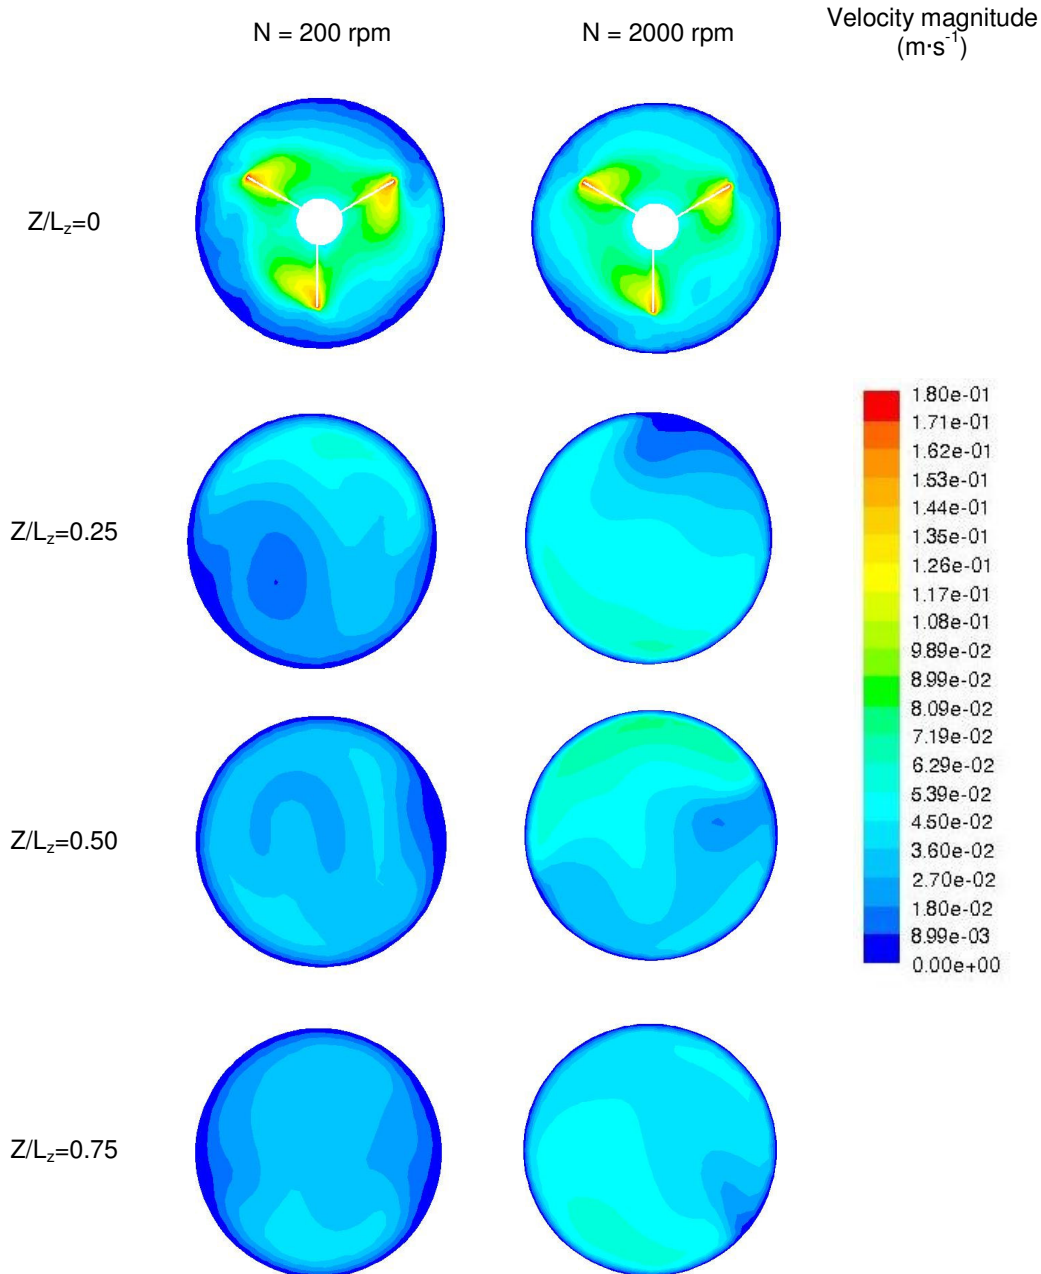 N = 200 rpm
N = 2000 rpm
Velocity magnitude
(m·s⁻¹)
Z/L_z=0
1.80e-01
1.71e-01
1.62e-01
1.53e-01
1.44e-01
1.35e-01
1.26e-01
1.17e-01
1.08e-01
9.89e-02
8.99e-02
8.09e-02
7.19e-02
6.29e-02
5.39e-02
4.50e-02
3.60e-02
2.70e-02
1.80e-02
8.99e-03
0.00e+00
Z/L_z=0.25
Z/L_z=0.50
Z/L_z=0.75